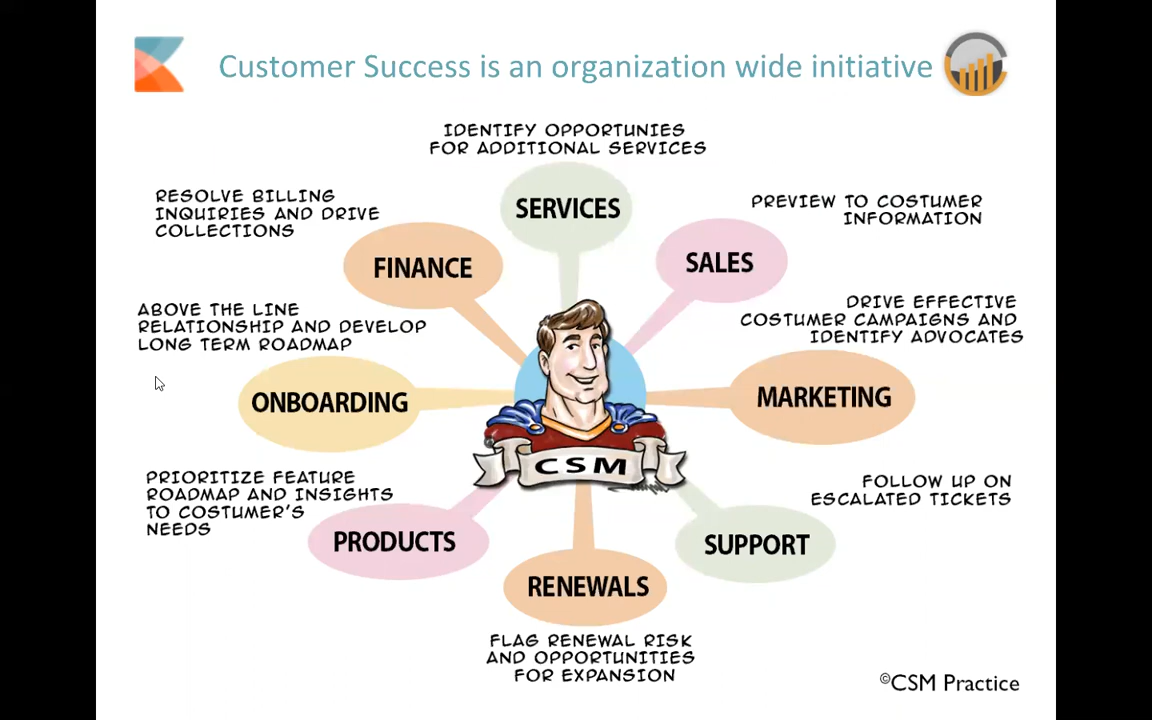 Customer Success is an organization wide initiative
IDENTIFY OPPORTUNIES
FOR ADDITIONAL SERVICES
SERVICES
RESOLVE BILLING
INQUIRIES AND DRIVE
COLLECTIONS
FINANCE
PREVIEW TO COSTUMER
INFORMATION
SALES
ABOVE THE LINE
RELATIONSHIP AND DEVELOP
LONG TERM ROADMAP
ONBOARDING
DRIVE EFFECTIVE
COSTUMER CAMPAIGNS AND
IDENTIFY ADVOCATES
MARKETING
CSM
PRIORITIZE FEATURE
ROADMAP AND INSIGHTS
TO COSTUMER'S
NEEDS
PRODUCTS
FOLLOW UP ON
ESCALATED TICKETS
SUPPORT
RENEWALS
FLAG RENEWAL RISK
AND OPPORTUNITIES
FOR EXPANSION
©CSM Practice